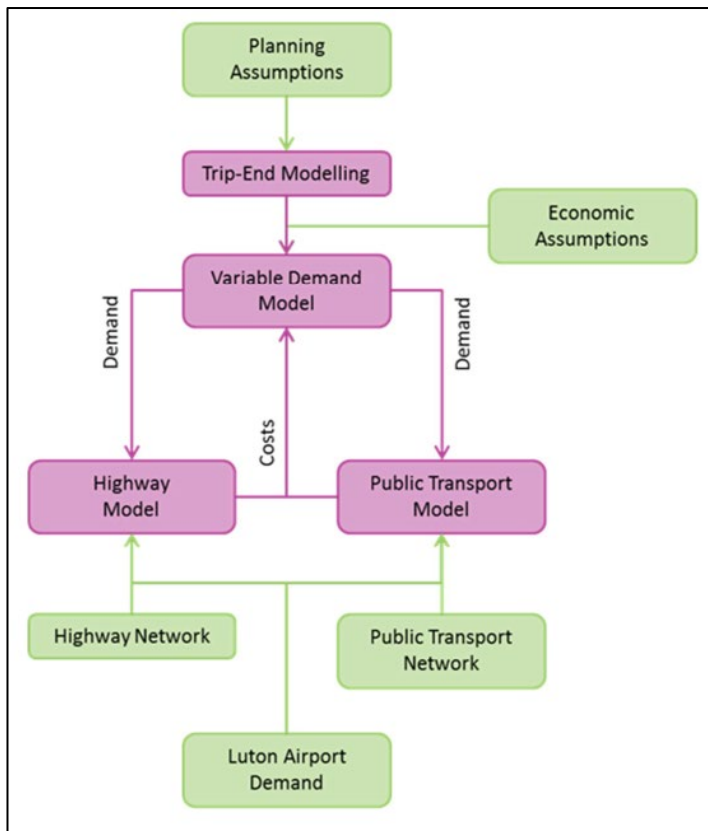 Planning
Assumptions
Trip-End Modelling
Economic
Assumptions
Variable Demand
Model
Demand
Demand
Costs
Highway
Model
Public Transport
Model
Highway Network
Public Transport
Network
Luton Airport
Demand